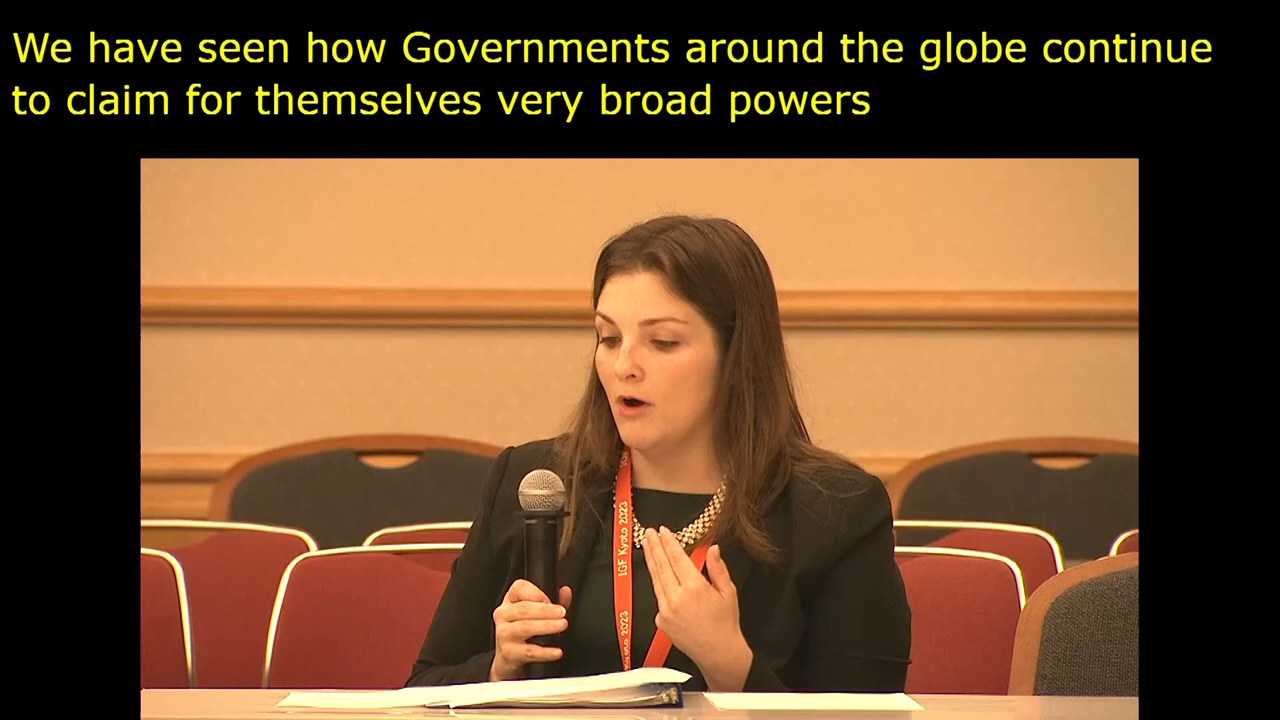 We have seen how Governments around the globe continue
to claim for themselves very broad powers
IGF Kyoto 2023
2023